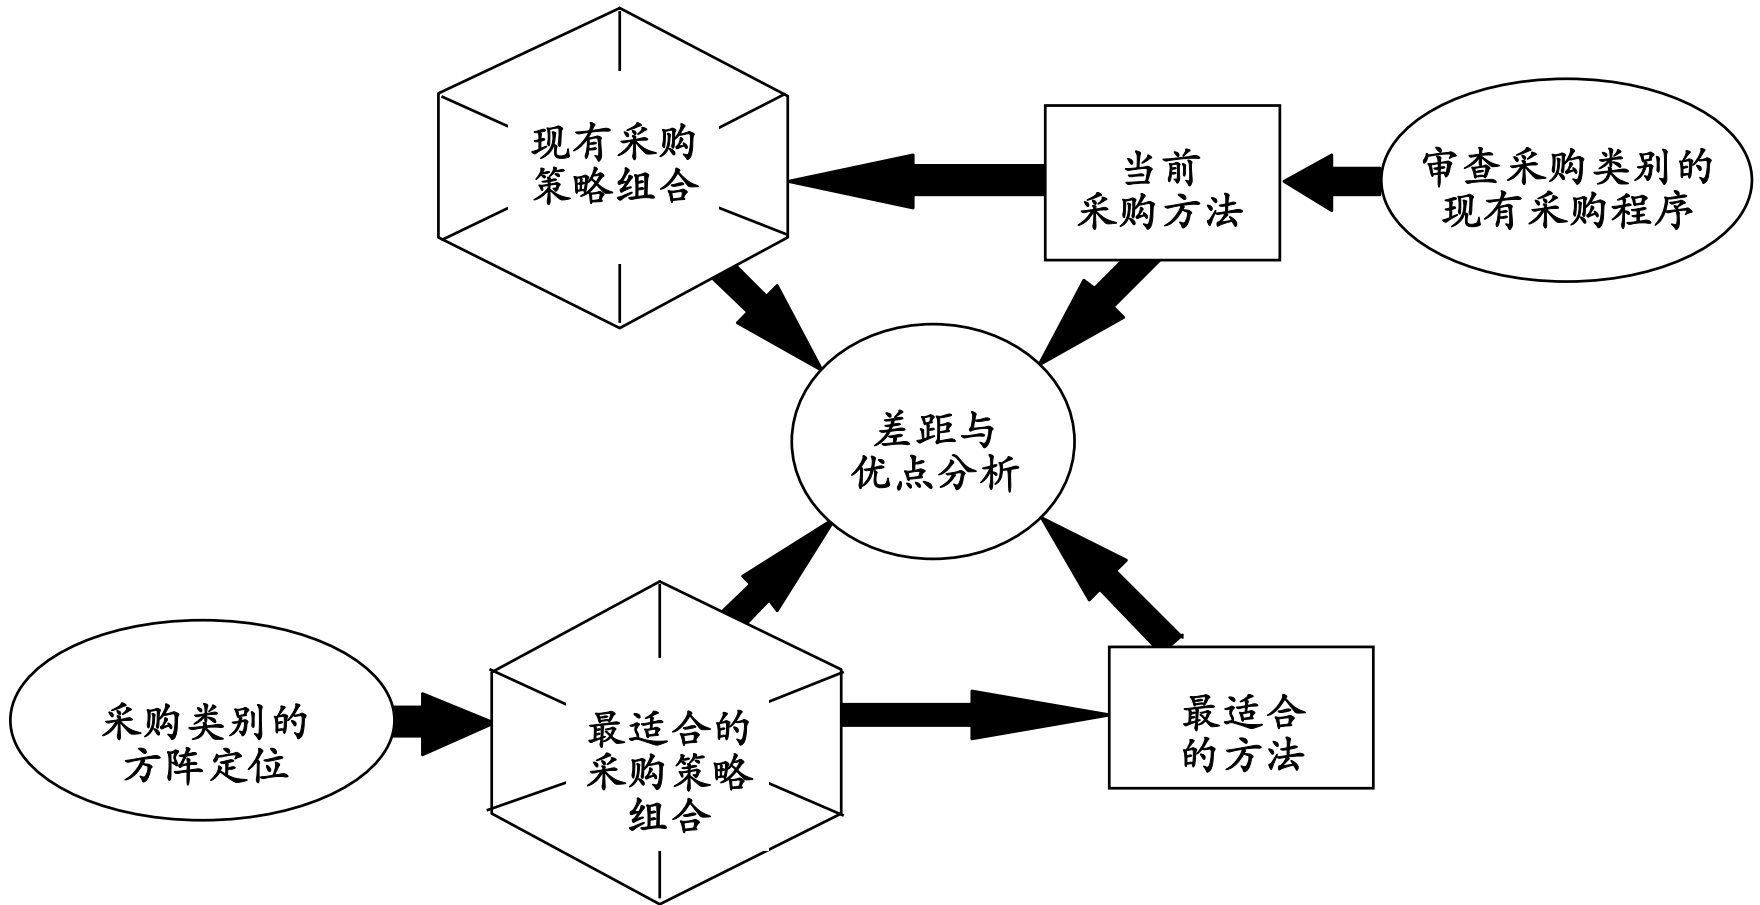 现有采购
策略组合
当前
采购方法
审查采购类别的
现有采购程序
差距与
优点分析
采购类别的
方阵定位
最适合的
采购策略
组合
最适合
的方法